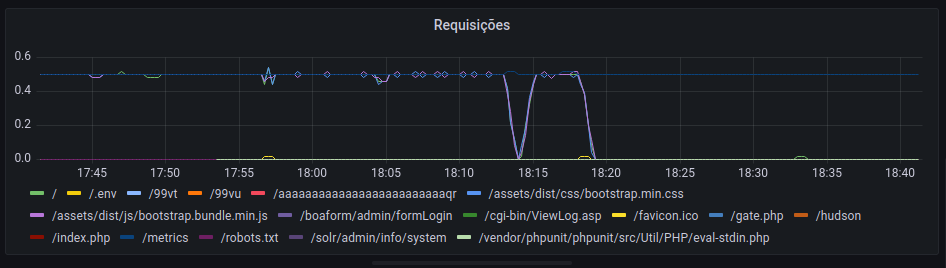 Requisições
0.6
0.4
0.2
0.0
17:45 17:50 17:55 18:00 18:05 18:10 18:15 18:20 18:25 18:30 18:35 18:40
/ /.env /99vt /99vu /aaaaaaaaaaaaaaaaaaaaaaaaaqr /assets/dist/css/bootstrap.min.css
/assets/dist/js/bootstrap.bundle.min.js /boaform/admin/formLogin /cgi-bin/ViewLog.asp /favicon.ico /gate.php /hudson
/index.php /metrics /robots.txt /solr/admin/info/system /vendor/phpunit/phpunit/src/Util/PHP/eval-stdin.php